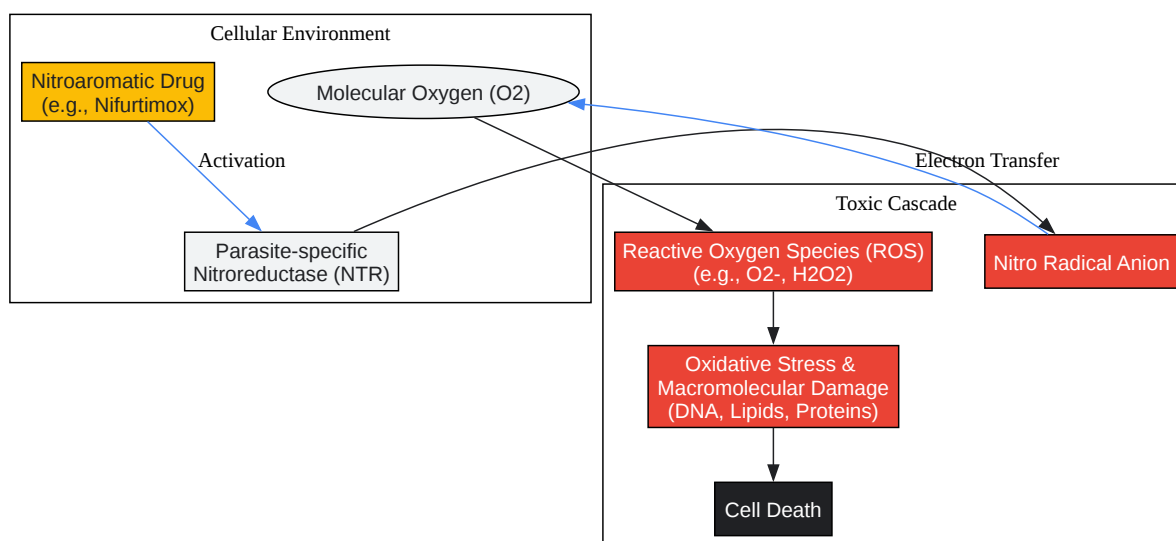 Cellular Environment
Nitroaromatic Drug
(e.g., Nifurtimox)
Molecular Oxygen (O2)
Activation
Electron Transfer
Toxic Cascade
Parasite-specific
Nitroreductase (NTR)
Reactive Oxygen Species (ROS)
(e.g., O2-, H2O2)
Nitro Radical Anion
Oxidative Stress &
Macromolecular Damage
(DNA, Lipids, Proteins)
Cell Death